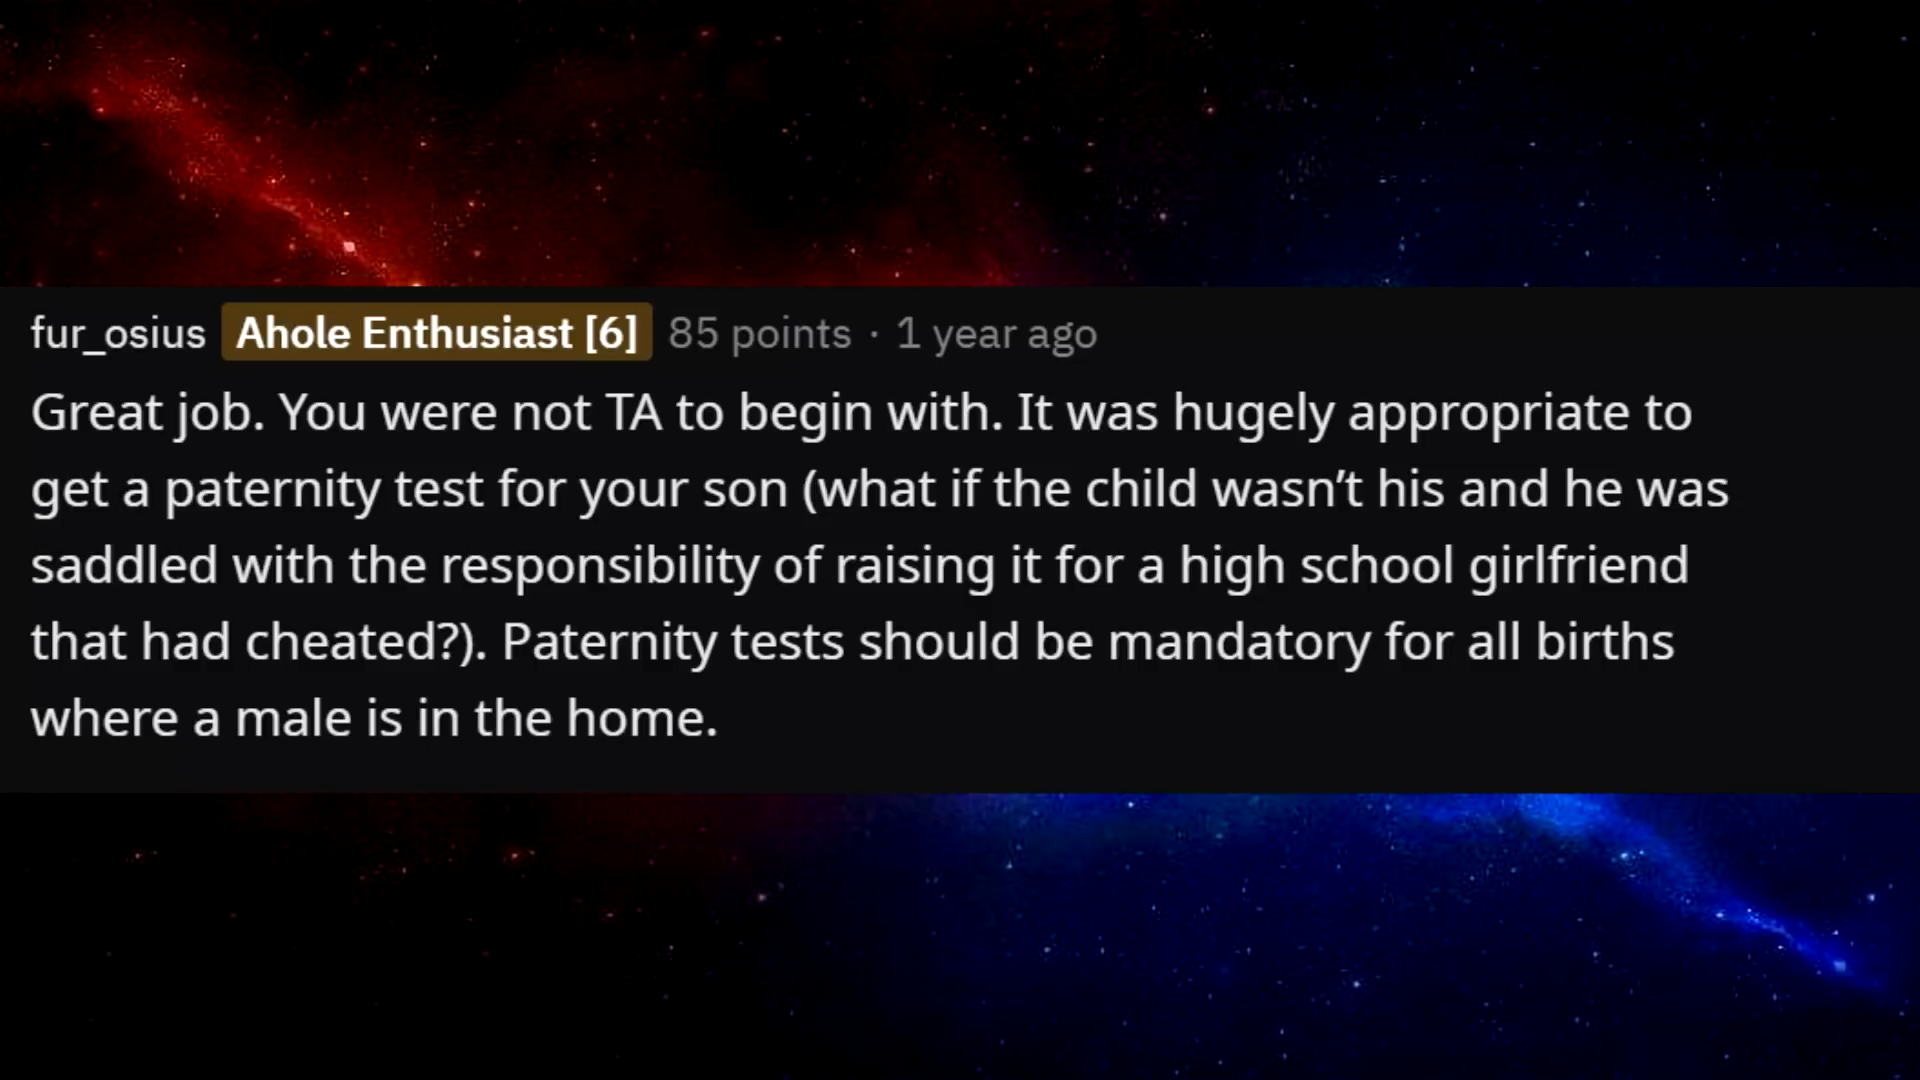 fur_osius Ahole Enthusiast [6] 85 points · 1 year ago
Great job. You were not TA to begin with. It was hugely appropriate to
get a paternity test for your son (what if the child wasn’t his and he was
saddled with the responsibility of raising it for a high school girlfriend
that had cheated?). Paternity tests should be mandatory for all births
where a male is in the home.